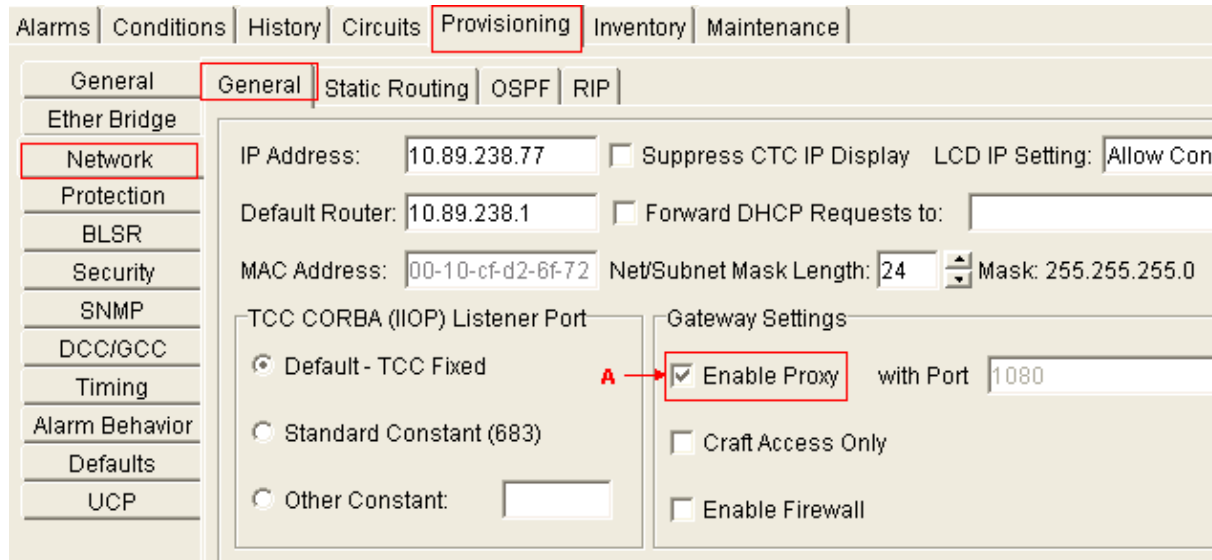 Alarms Conditions History Circuits Provisioning Inventory Maintenance
General
Ether Bridge
Network
Protection
BLSR
Security
SNMP
DCC/GCC
Timing
Alarm Behavior
Defaults
UCP
General Static Routing OSPF RIP
IP Address: 10.89.238.77 Suppress CTC IP Display LCD IP Setting: Allow Con
Default Router: 10.89.238.1 Forward DHCP Requests to:
MAC Address: 00-10-cf-d2-6f-72 Net/Subnet Mask Length: 24 Mask: 255.255.255.0
TCC CORBA (IIOP) Listener Port
Default - TCC Fixed
Standard Constant (683)
Other Constant:
Gateway Settings
A Enable Proxy with Port 1080
Craft Access Only
Enable Firewall